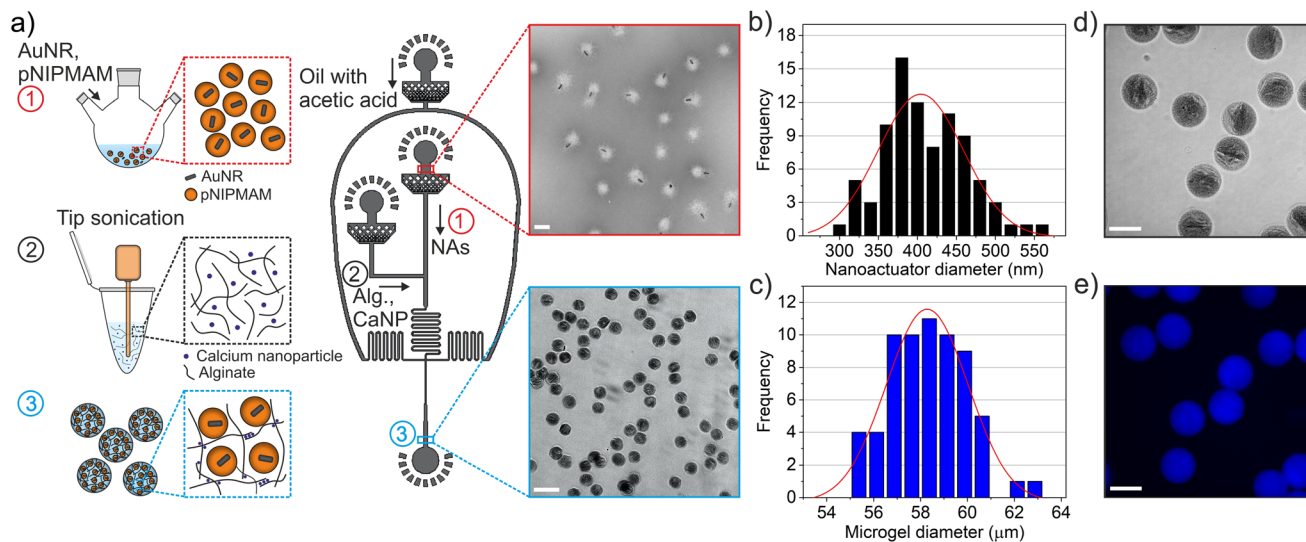 a)
AuNR,
pNIPMAM
1
AuNR
pNIPMAM
Tip sonication
2
Calcium nanoparticle
Alginate
3
Oil with
acetic acid
1
NAs
2
Alg.,
CaNP
3
b)
Frequency
18
15
12
9
6
3
0
300 350 400 450 500 550
Nanoactuator diameter (nm)
c)
Frequency
12
10
8
6
4
2
0
54 56 58 60 62 64
Microgel diameter (μm)
d)
e)